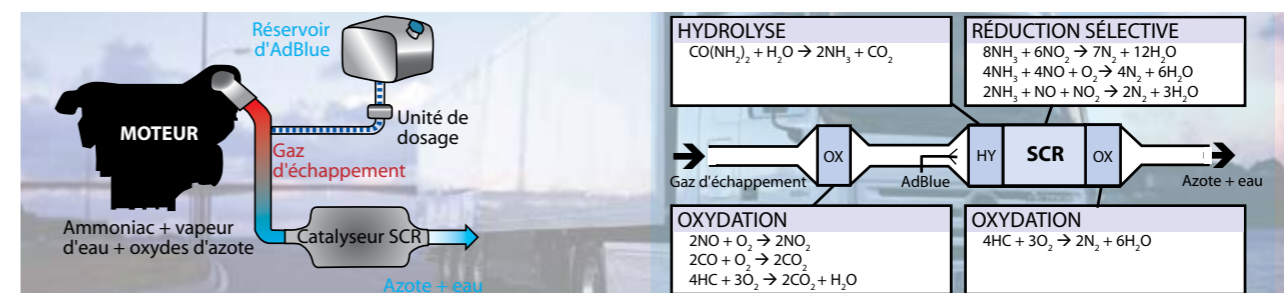 Réservoir
d'AdBlue
MOTEUR
Unité de
dosage
Gaz
d'échappement
Ammoniac + vapeur
d'eau + oxydes d'azote
Catalyseur SCR
Azote + eau
HYDROLYSE
CO(NH₂)₂ + H₂O → 2NH₃ + CO₂
RÉDUCTION SÉLECTIVE
8NH₃ + 6NO₂ → 7N₂ + 12H₂O
4NH₃ + 4NO + O₂ → 4N₂ + 6H₂O
2NH₃ + NO + NO₂ → 2N₂ + 3H₂O
OX
HY
SCR
OX
Gaz d'échappement
AdBlue
Azote + eau
OXYDATION
2NO + O₂ → 2NO₂
2CO + O₂ → 2CO₂
4HC + 3O₂ → 2CO₂ + H₂O
OXYDATION
4HC + 3O₂ → 2N₂ + 6H₂O